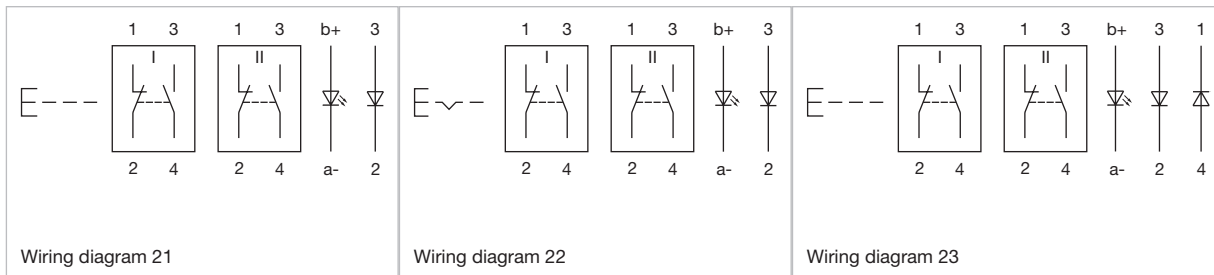 1 3 1 3 b+ 3
I II
2 4 2 4 a- 2
Wiring diagram 21
1 3 1 3 b+ 3
I II
2 4 2 4 a- 2
Wiring diagram 22
1 3 1 3 b+ 3 1
I II
2 4 2 4 a- 2 4
Wiring diagram 23